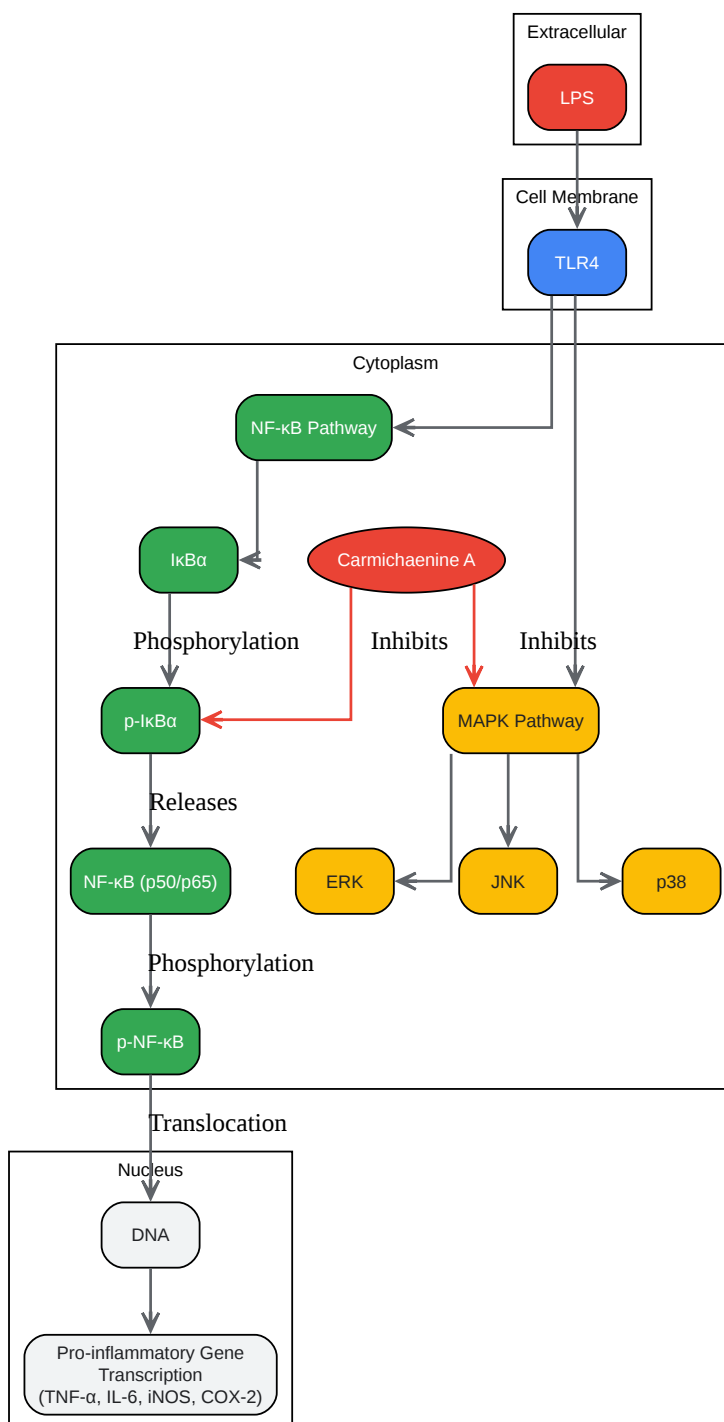 Extracellular
LPS
Cell Membrane
TLR4
Cytoplasm
NF-κB Pathway
IκBα
Carmichaenine A
Phosphorylation
Inhibits
Inhibits
p-IκBα
MAPK Pathway
Releases
NF-κB (p50/p65)
ERK
JNK
p38
Phosphorylation
p-NF-κB
Translocation
Nucleus
DNA
Pro-inflammatory Gene
Transcription
(TNF-α, IL-6, iNOS, COX-2)